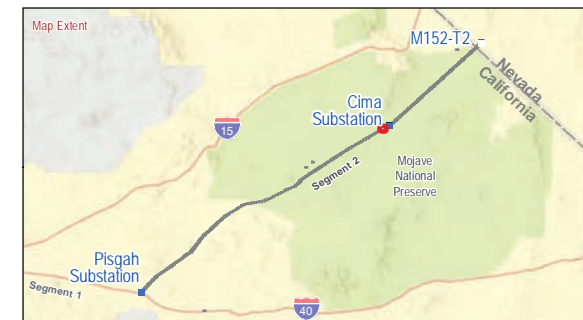 Map Extent
M152-T2
Nevada
California
Cima
Substation
15
Mojave
National
Preserve
Segment 2
Pisgah
Substation
Segment 1
40